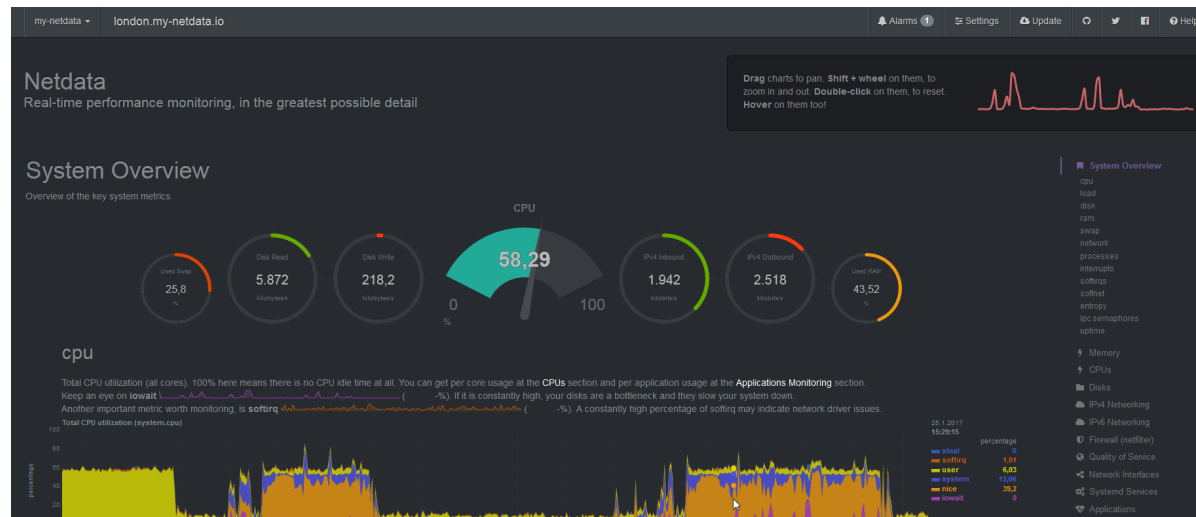 my-netdata
london.my-netdata.io
Alarms 1
Settings
Update
Help
Netdata
Real-time performance monitoring, in the greatest possible detail
Drag charts to pan. Shift + wheel on them, to
zoom in and out. Double-click on them, to reset.
Hover on them too!
System Overview
Overview of the key system metrics.
Used Swap
25,8
%
Disk Read
5.872
kilobytes/s
Disk Write
218,2
kilobytes/s
CPU
58,29
0
100
%
IPv4 Inbound
1.942
kilobits/s
IPv4 Outbound
2.518
kilobits/s
Used RAM
43,52
%
System Overview
cpu
load
disk
ram
swap
network
processes
interrupts
softirqs
softnet
entropy
ipc semaphores
uptime
Memory
CPUs
Disks
IPv4 Networking
IPv6 Networking
Firewall (netfilter)
Quality of Service
Network Interfaces
Systemd Services
Applications
cpu
Total CPU utilization (all cores). 100% here means there is no CPU idle time at all. You can get per core usage at the CPUs section and per application usage at the Applications Monitoring section.
Keep an eye on iowait ( -%). If it is constantly high, your disks are a bottleneck and they slow your system down.
Another important metric worth monitoring, is softirq ( -%). A constantly high percentage of softirq may indicate network driver issues.
Total CPU utilization (system.cpu)
percentage
100
80
60
40
20
25.1.2017
15:29:15
percentage
steal 0
softirq 1,01
user 6,03
system 12,06
nice 39,2
iowait 0